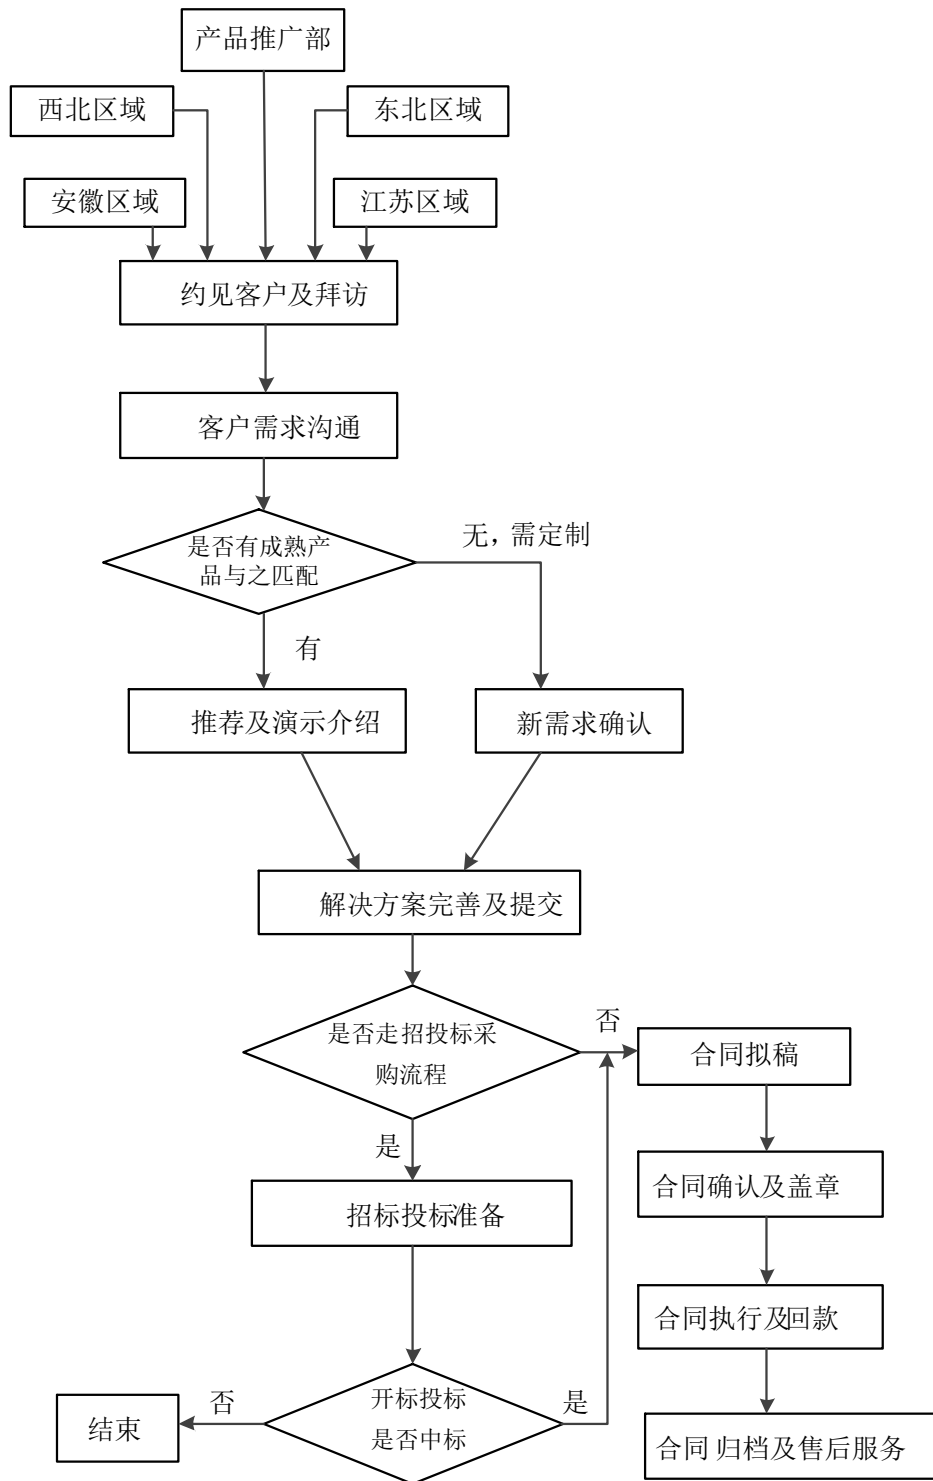 产品推广部
西北区域
东北区域
安徽区域
江苏区域
约见客户及拜访
客户需求沟通
是否有成熟产
品与之匹配
无，需定制
有
推荐及演示介绍
新需求确认
解决方案完善及提交
是否走招投标采
购流程
否
合同拟稿
是
合同确认及盖章
招标投标准备
合同执行及回款
开标投标
是否中标
否
是
结束
合同归档及售后服务